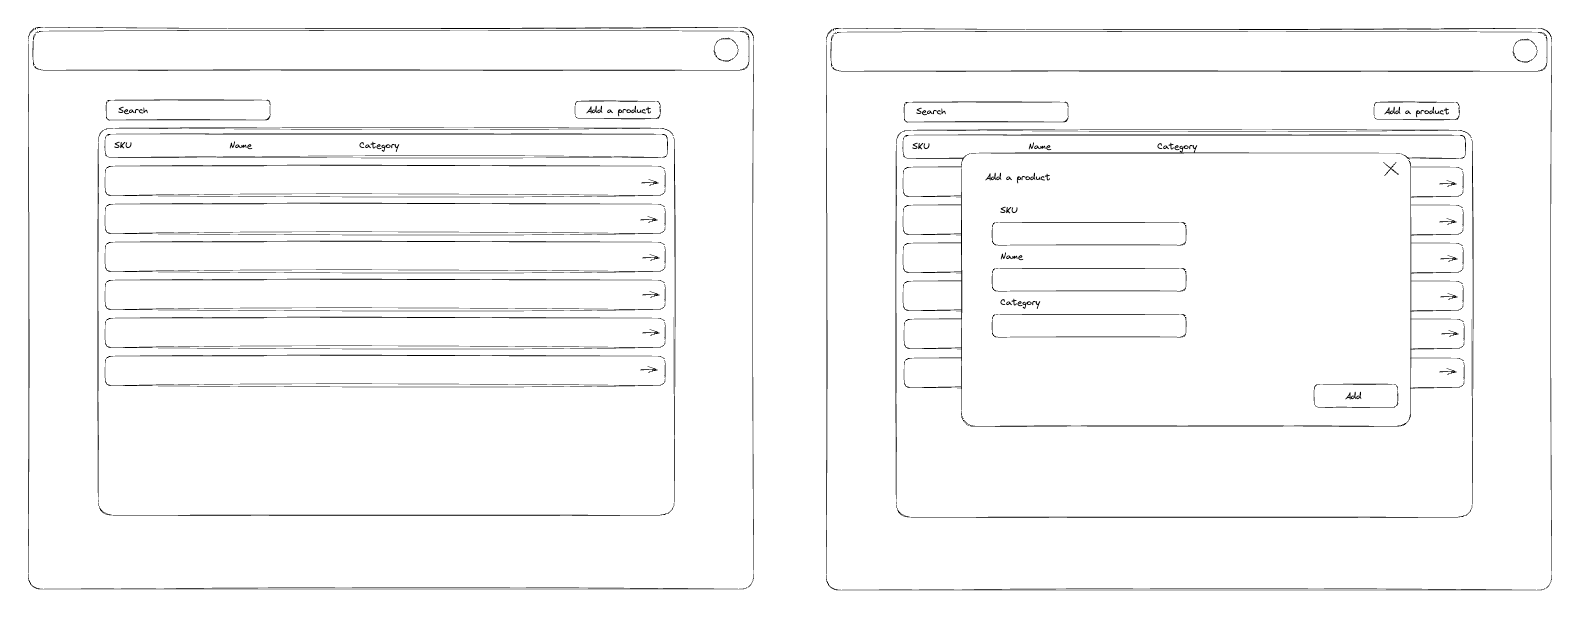 Search
Add a product
SKU Name Category
Search
Add a product
SKU Name Category
Add a product
SKU
Name
Category
Add